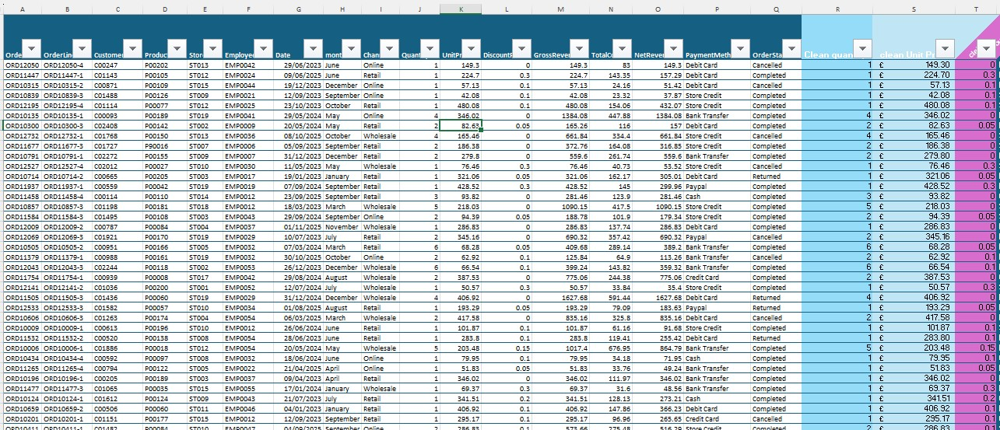 A B C D E F G H I J K L M N O P Q R S T
Orde OrderLin Customer Produc Stor Employee Date mont Chan Quant UnitPr DiscountR GrossRever TotalC NetReven PaymentMeth OrderSta Clean quan clean Unit Pr
ORD12050 ORD12050-4 C00247 P00202 ST013 EMP0042 29/06/2023 June Online 1 149.3 0 149.3 83 149.3 Debit Card Cancelled 1 £ 149.30 0
ORD11447 ORD11447-1 C02133 P00105 ST012 EMP0024 09/06/2023 June Retail 1 224.7 0.3 224.7 143.35 157.29 Debit Card Completed 1 £ 224.70 0.3
ORD10315 ORD10315-2 C00871 P00109 ST015 EMP0044 19/12/2023 December Online 1 57.13 0.1 57.13 24.16 51.42 Debit Card Cancelled 1 £ 57.13 0.1
ORD10839 ORD10839-3 C01488 P00126 ST009 EMP0021 12/09/2023 September Online 1 42.08 0.1 42.08 23.32 37.87 Store Credit Completed 1 £ 42.08 0.1
ORD12195 ORD12195-4 C01114 P00077 ST012 EMP0025 23/10/2023 October Retail 1 480.08 0.1 480.08 154.06 432.07 Store Credit Completed 1 £ 480.08 0.1
ORD10135 ORD10135-1 C00093 P00189 ST019 EMP0041 29/05/2024 May Online 4 346.02 0 1384.08 447.88 1384.08 Bank Transfer Completed 4 £ 346.02 0
ORD10300 ORD10300-3 C02408 P00142 ST002 EMP0009 20/05/2024 May Retail 2 82.63 0.05 165.26 116 157 Debit Card Completed 2 £ 82.63 0.05
ORD12732 ORD12732-1 C01768 P00150 ST013 EMP0036 08/10/2025 October Wholesale 4 165.46 0 661.84 334.4 661.84 Store Credit Cancelled 4 £ 165.46 0
ORD11677 ORD11677-3 C01727 P90016 ST007 EMP0006 05/09/2023 September Retail 2 186.38 0 372.76 164.08 316.85 Store Credit Completed 2 £ 186.38 0
ORD10791 ORD10791-1 C02272 P00155 ST009 EMP0007 31/12/2023 December Retail 2 279.8 0 559.6 261.74 559.6 Bank Transfer Completed 2 £ 279.80 0
ORD12527 ORD12527-4 C02012 P00027 ST010 EMP0030 11/05/2023 May Wholesale 1 76.46 0.3 76.46 40.73 53.52 Store Credit Cancelled 1 £ 76.46 0.3
ORD10714 ORD10714-2 C00665 P00205 ST003 EMP0017 11/01/2023 January Retail 1 321.06 0.05 321.06 162.17 305.01 Debit Card Returned 1 £ 321.06 0.05
ORD11937 ORD11937-1 C00559 P00042 ST019 EMP0019 07/09/2024 September Retail 1 428.52 0.3 428.52 145 299.96 Paypal Completed 1 £ 428.52 0.3
ORD11458 ORD11458-4 C00114 P00110 ST014 EMP0012 23/09/2025 September Retail 3 93.82 0 281.46 123.9 281.46 Cash Completed 3 £ 93.82 0
ORD10857 ORD10857-3 C01198 P00181 ST018 EMP0012 18/03/2023 March Wholesale 5 218.03 0 1090.15 417.5 1090.15 Store Credit Completed 5 £ 218.03 0
ORD11584 ORD11584-3 C01495 P00108 ST003 EMP0043 29/09/2024 September Online 2 94.39 0.05 188.78 101.9 179.34 Store Credit Completed 2 £ 94.39 0.05
ORD12009 ORD12009-2 C00787 P00084 ST004 EMP0037 01/11/2025 November Wholesale 1 286.83 0 286.83 137.74 286.83 Debit Card Completed 1 £ 286.83 0
ORD12069 ORD12069-3 C01921 P00170 ST019 EMP0029 10/07/2023 July Retail 2 345.16 0 690.32 357.42 690.32 Paypal Cancelled 2 £ 345.16 0
ORD10505 ORD10505-2 C00951 P00166 ST005 EMP0032 07/03/2024 March Retail 6 68.28 0.05 409.68 289.14 389.2 Bank Transfer Completed 6 £ 68.28 0.05
ORD11379 ORD11379-1 C00988 P00161 ST019 EMP0032 30/10/2025 October Online 2 62.92 0.1 125.84 64.9 113.26 Bank Transfer Cancelled 2 £ 62.92 0.1
ORD12043 ORD12043-3 C02244 P00118 ST002 EMP0053 26/12/2023 December Wholesale 6 66.54 0.1 399.24 143.82 359.32 Bank Transfer Completed 6 £ 66.54 0.1
ORD11754 ORD11754-1 C00939 P00008 ST017 EMP0042 29/08/2024 August Wholesale 2 387.53 0 775.06 244.38 775.06 Credit Card Completed 2 £ 387.53 0
ORD12141 ORD12141-2 C01036 P00200 ST001 EMP0052 12/07/2024 July Wholesale 1 50.57 0.3 50.57 33.84 35.4 Store Credit Completed 1 £ 50.57 0.3
ORD11505 ORD11505-3 C01436 P00060 ST019 EMP0029 31/12/2024 December Wholesale 4 406.92 0 1627.68 591.44 1627.68 Debit Card Returned 4 £ 406.92 0
ORD12533 ORD12533-3 C01582 P00057 ST010 EMP0034 01/08/2025 August Retail 1 193.29 0.05 193.29 79.09 183.63 Paypal Returned 1 £ 193.29 0.05
ORD10606 ORD10606-3 C01263 P00174 ST004 EMP0054 06/03/2025 March Wholesale 2 417.58 0 835.16 325.8 835.16 Debit Card Cancelled 2 £ 417.58 0
ORD10009 ORD10009-1 C00613 P00196 ST010 EMP0012 25/06/2024 June Retail 1 101.87 0.1 101.87 61.16 91.68 Store Credit Completed 1 £ 101.87 0.1
ORD11532 ORD11532-2 C00520 P00138 ST008 EMP0054 28/06/2023 June Retail 1 283.8 0.1 283.8 119.41 255.42 Debit Card Returned 1 £ 283.80 0.1
ORD10006 ORD10006-1 C01886 P00018 ST012 EMP0054 20/05/2024 May Wholesale 5 203.48 0.15 1017.4 676.95 864.79 Bank Transfer Completed 5 £ 203.48 0.15
ORD10434 ORD10434-4 C00592 P00097 ST008 EMP0032 18/06/2024 June Online 1 79.95 0.1 79.95 34.18 71.95 Cash Completed 1 £ 79.95 0.1
ORD11265 ORD11265-4 C00794 P00122 ST005 EMP0022 21/04/2025 April Online 1 51.83 0.05 51.83 33.76 49.24 Bank Transfer Completed 1 £ 51.83 0.05
ORD10196 ORD10196-1 C00205 P00189 ST003 EMP0037 09/04/2023 April Retail 1 346.02 0 346.02 111.97 346.02 Bank Transfer Completed 1 £ 346.02 0
ORD11477 ORD11477-3 C01065 P00035 ST015 EMP0055 17/01/2024 January Wholesale 1 69.37 0.3 69.37 31.6 48.56 Bank Transfer Completed 1 £ 69.37 0.3
ORD10124 ORD10124-1 C01612 P00124 ST009 EMP0043 21/07/2023 July Retail 1 341.51 0.2 341.51 128.13 273.21 Cash Completed 1 £ 341.51 0.2
ORD10659 ORD10659-2 C00506 P00060 ST011 EMP0046 04/01/2023 January Retail 1 406.92 0.1 406.92 147.86 366.23 Debit Card Completed 1 £ 406.92 0.1
ORD10201 ORD10201-1 C01151 P00177 ST015 EMP0015 12/09/2023 September Retail 1 295.17 0.1 295.17 96.96 265.65 Credit Card Cancelled 1 £ 295.17 0.1
ORD10411 ORD10411-1 C01482 P00084 ST010 EMP0047 04/09/2025 September Online 2 286.83 0.1 573.66 275.48 516.29 Store Credit Completed 2 £ 286.83 0.1